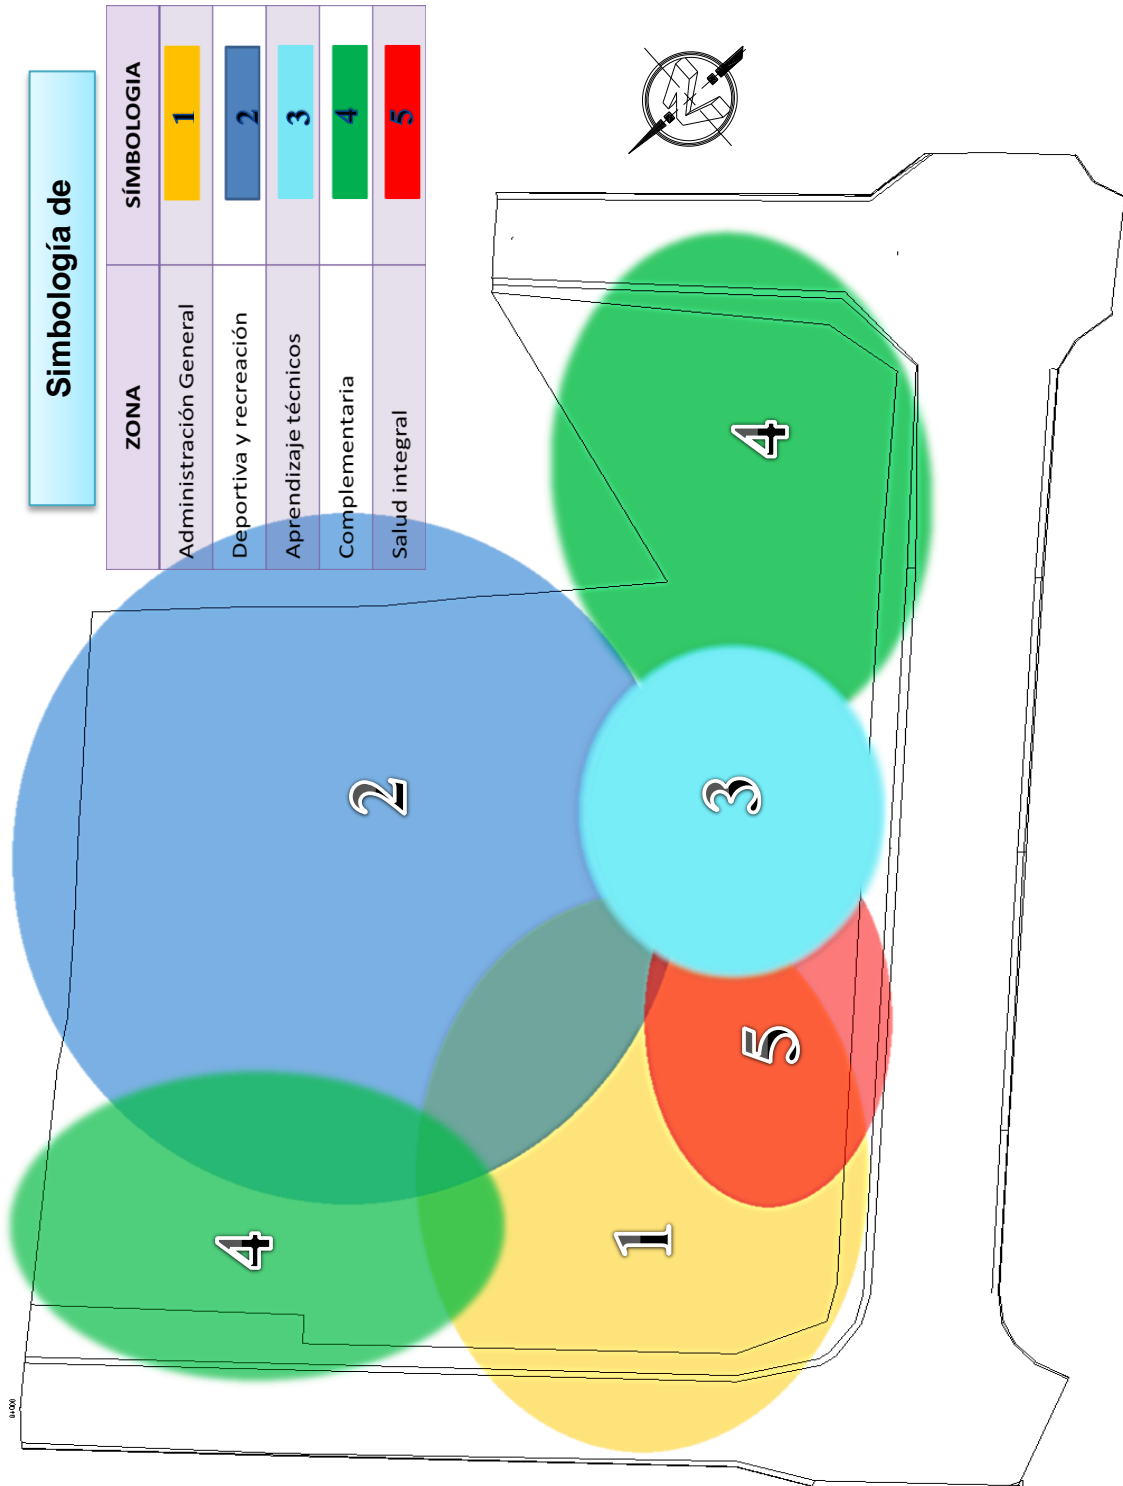 Simbología de
ZONA SÍMBOLOGIA
Administración General 1
Deportiva y recreación 2
Aprendizaje técnicos 3
Complementaria 4
Salud integral 5
4
2
3
5
4
1